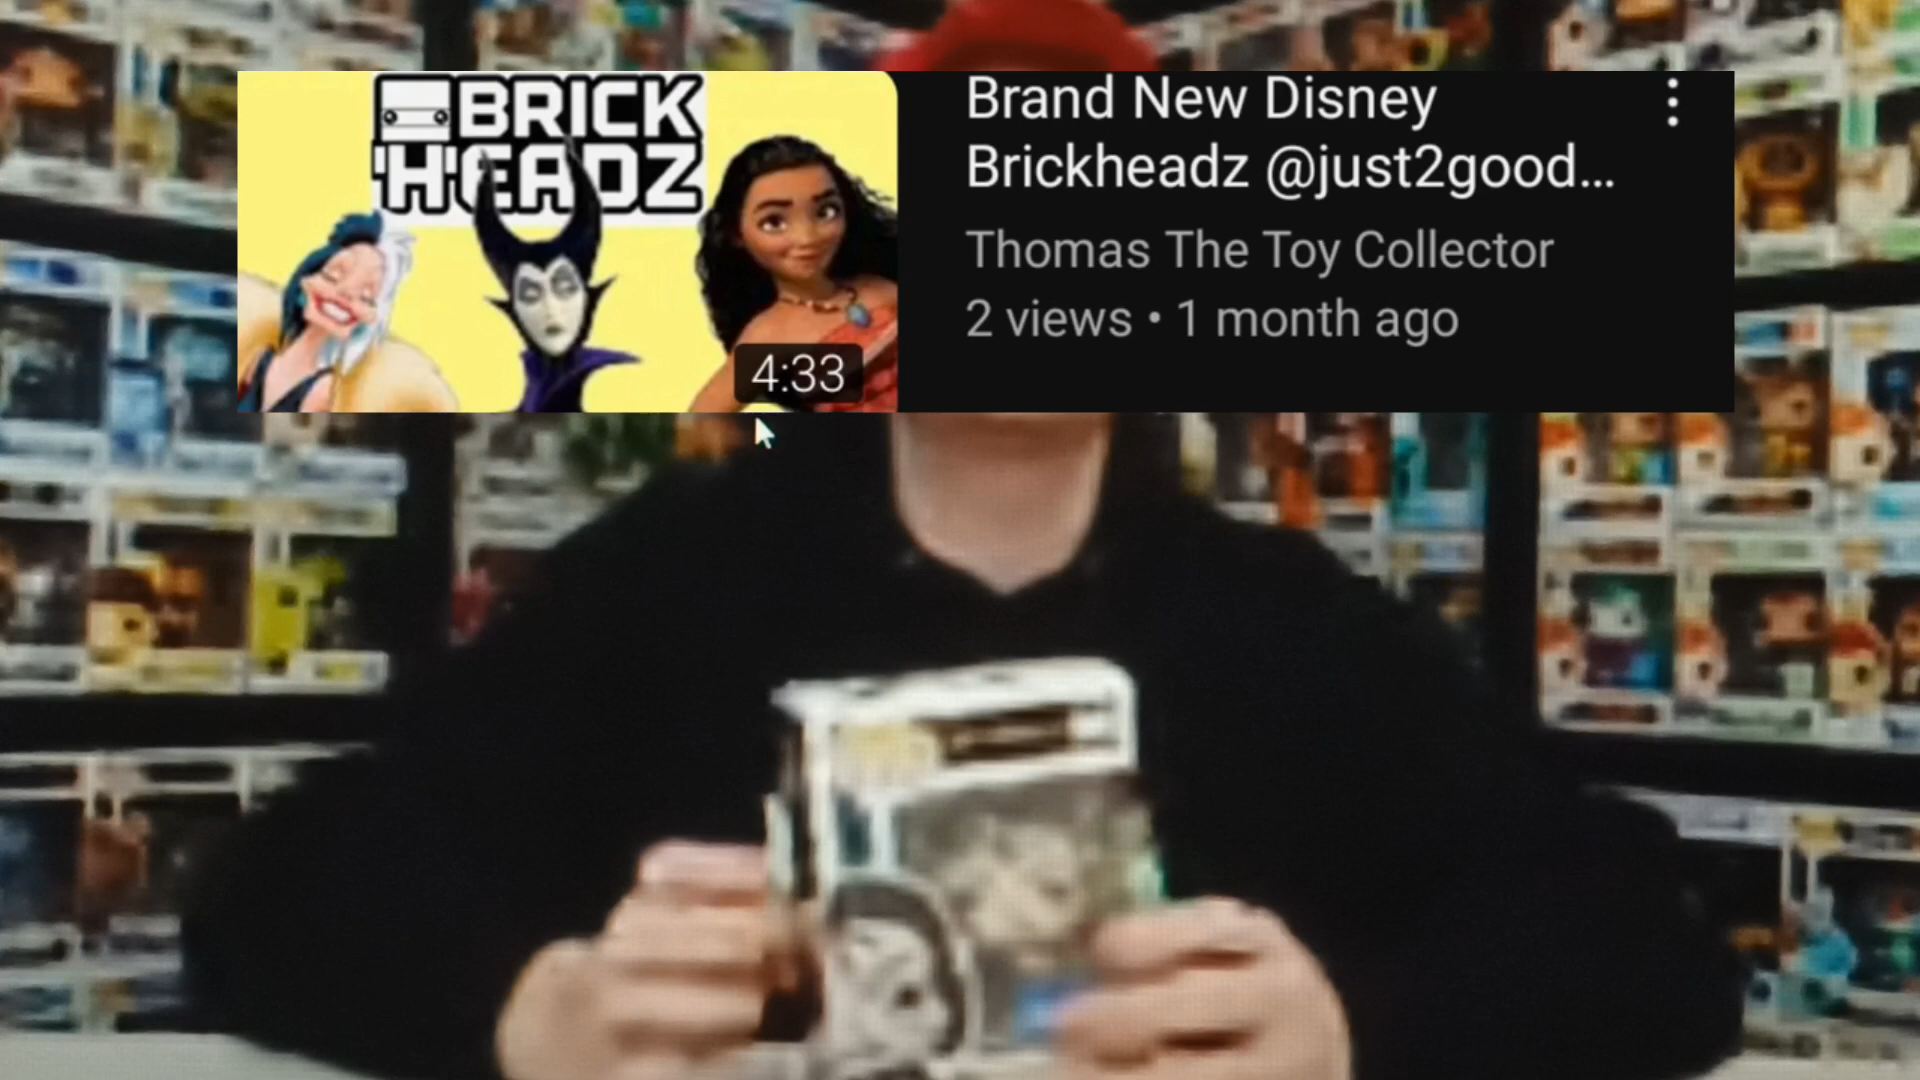 BRICK
HEADZ
4:33
Brand New Disney
Brickheadz @just2good...
Thomas The Toy Collector
2 views • 1 month ago